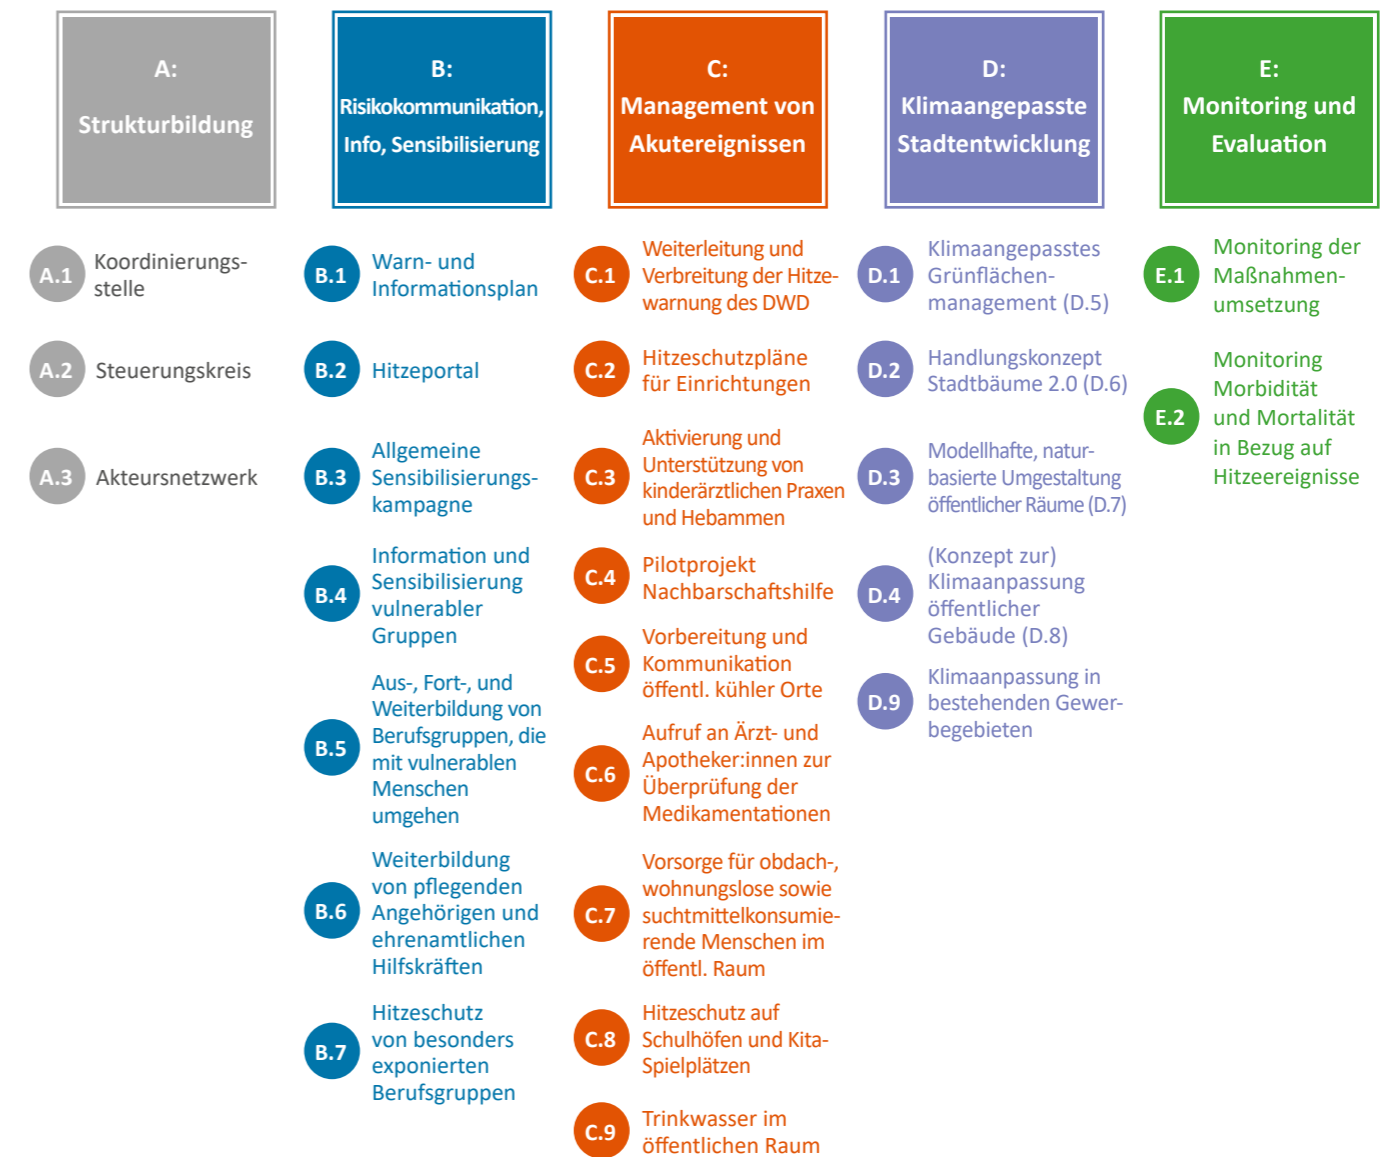 A:
Strukturbildung
B:
Risikokommunikation,
Info, Sensibilisierung
C:
Management von
Akutereignissen
D:
Klimaangepasste
Stadtentwicklung
E:
Monitoring und
Evaluation
A.1
Koordinierungs-
stelle
A.2
Steuerungskreis
A.3
Akteursnetzwerk
B.1
Warn- und
Informationsplan
B.2
Hitzeportal
B.3
Allgemeine
Sensibilisierungs-
kampagne
B.4
Information und
Sensibilisierung
vulnerabler
Gruppen
B.5
Aus-, Fort-, und
Weiterbildung von
Berufsgruppen, die
mit vulnerablen
Menschen
umgehen
B.6
Weiterbildung
von pflegenden
Angehörigen und
ehrenamtlichen
Hilfskräften
B.7
Hitzeschutz
von besonders
exponierten
Berufsgruppen
C.1
Weiterleitung und
Verbreitung der Hitze-
warnung des DWD
C.2
Hitzeschutzpläne
für Einrichtungen
C.3
Aktivierung und
Unterstützung von
kinderärztlichen Praxen
und Hebammen
C.4
Pilotprojekt
Nachbarschaftshilfe
C.5
Vorbereitung und
Kommunikation
öffentl. kühler Orte
C.6
Aufruf an Ärzt- und
Apotheker:innen zur
Überprüfung der
Medikamentationen
C.7
Vorsorge für obdach-,
wohnungslose sowie
suchtmittelkonsumie-
rende Menschen im
öffentl. Raum
C.8
Hitzeschutz auf
Schulhöfen und Kita-
Spielplätzen
C.9
Trinkwasser im
öffentlichen Raum
D.1
Klimaangepasstes
Grünflächen-
management (D.5)
D.2
Handlungskonzept
Stadtbäume 2.0 (D.6)
D.3
Modellhafte, natur-
basierte Umgestaltung
öffentlicher Räume (D.7)
D.4
(Konzept zur)
Klimaanpassung
öffentlicher
Gebäude (D.8)
D.9
Klimaanpassung in
bestehenden Gewer-
begebieten
E.1
Monitoring der
Maßnahmen-
umsetzung
E.2
Monitoring
Morbidität
und Mortalität
in Bezug auf
Hitzeereignisse